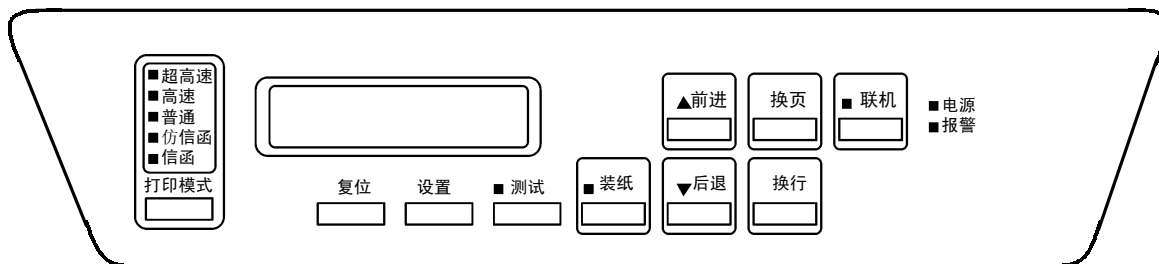 超高速
高速
普通
仿信函
信函
打印模式
复位
设置
测试
装纸
前进
换页
联机
后退
换行
电源
报警